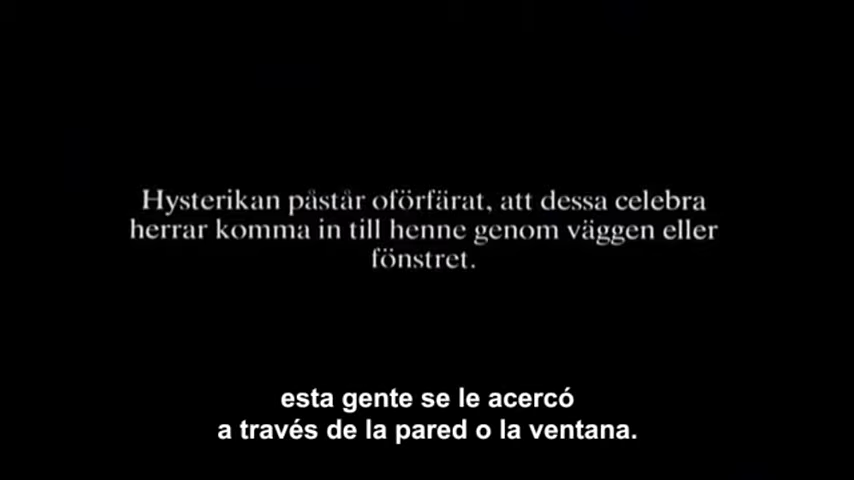 Hysterikan påstår oförfärat, att dessa celebra
herrar komma in till henne genom väggen eller
fönstret.
esta gente se le acercó
a través de la pared o la ventana.